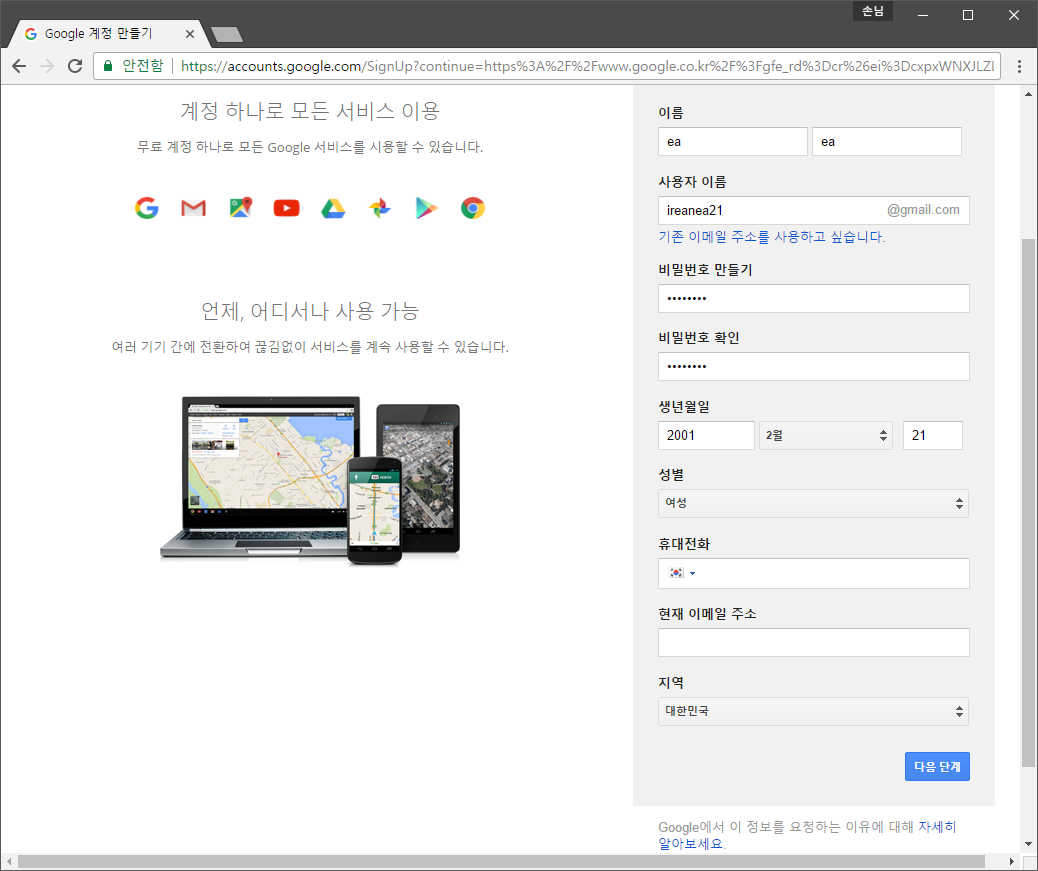 손님
Google 계정 만들기
안전함 https://accounts.google.com/SignUp?continue=https%3A%2F%2Fwww.google.co.kr%2F%3Fgfe_rd%3Dcr%26ei%3DcxpxWNXJLZL
계정 하나로 모든 서비스 이용
무료 계정 하나로 모든 Google 서비스를 시용할 수 있습니다.
언제, 어디서나 사용 가능
여러 기기 간에 전환하여 끊김없이 서비스를 계속 사용할 수 있습니다.
이름
ea ea
사용자 이름
ireanea21 @gmail.com
기존 이메일 주소를 사용하고 싶습니다.
비밀번호 만들기
••••••••
비밀번호 확인
••••••••
생년월일
2001 2월 21
성별
여성
휴대전화
현재 이메일 주소
지역
대한민국
다음 단계
Google에서 이 정보를 요청하는 이유에 대해 자세히
알아보세요.